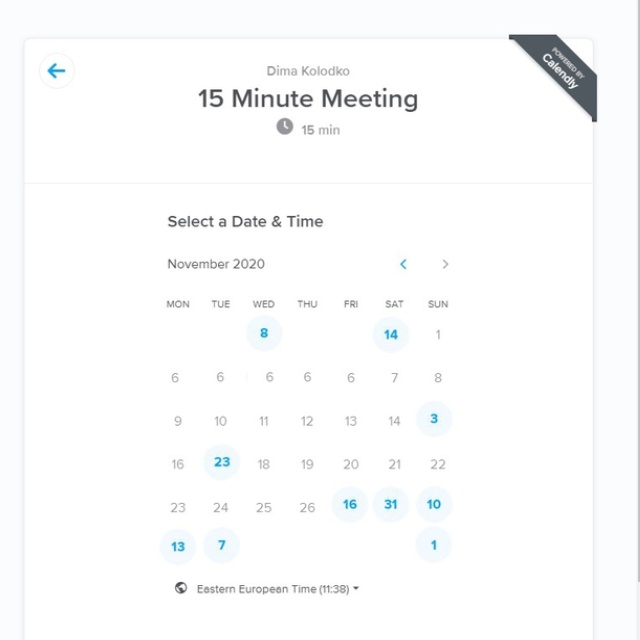 POWERED BY
Calendly
Dima Kolodko
15 Minute Meeting
15 min
Select a Date & Time
November 2020
MON TUE WED THU FRI SAT SUN
8 14 1
6 6 6 6 6 7 8
9 10 11 12 13 14 3
16 23 18 19 20 21 22
23 24 25 26 16 31 10
13 7 1
Eastern European Time (11:38)